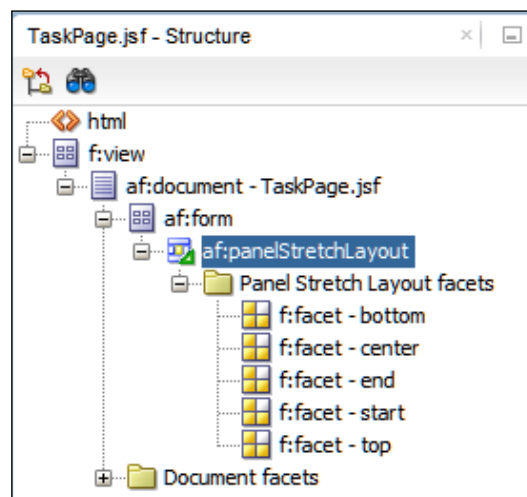 TaskPage.jsf - Structure
html
f:view
af:document - TaskPage.jsf
af:form
af:panelStretchLayout
Panel Stretch Layout facets
f:facet - bottom
f:facet - center
f:facet - end
f:facet - start
f:facet - top
Document facets